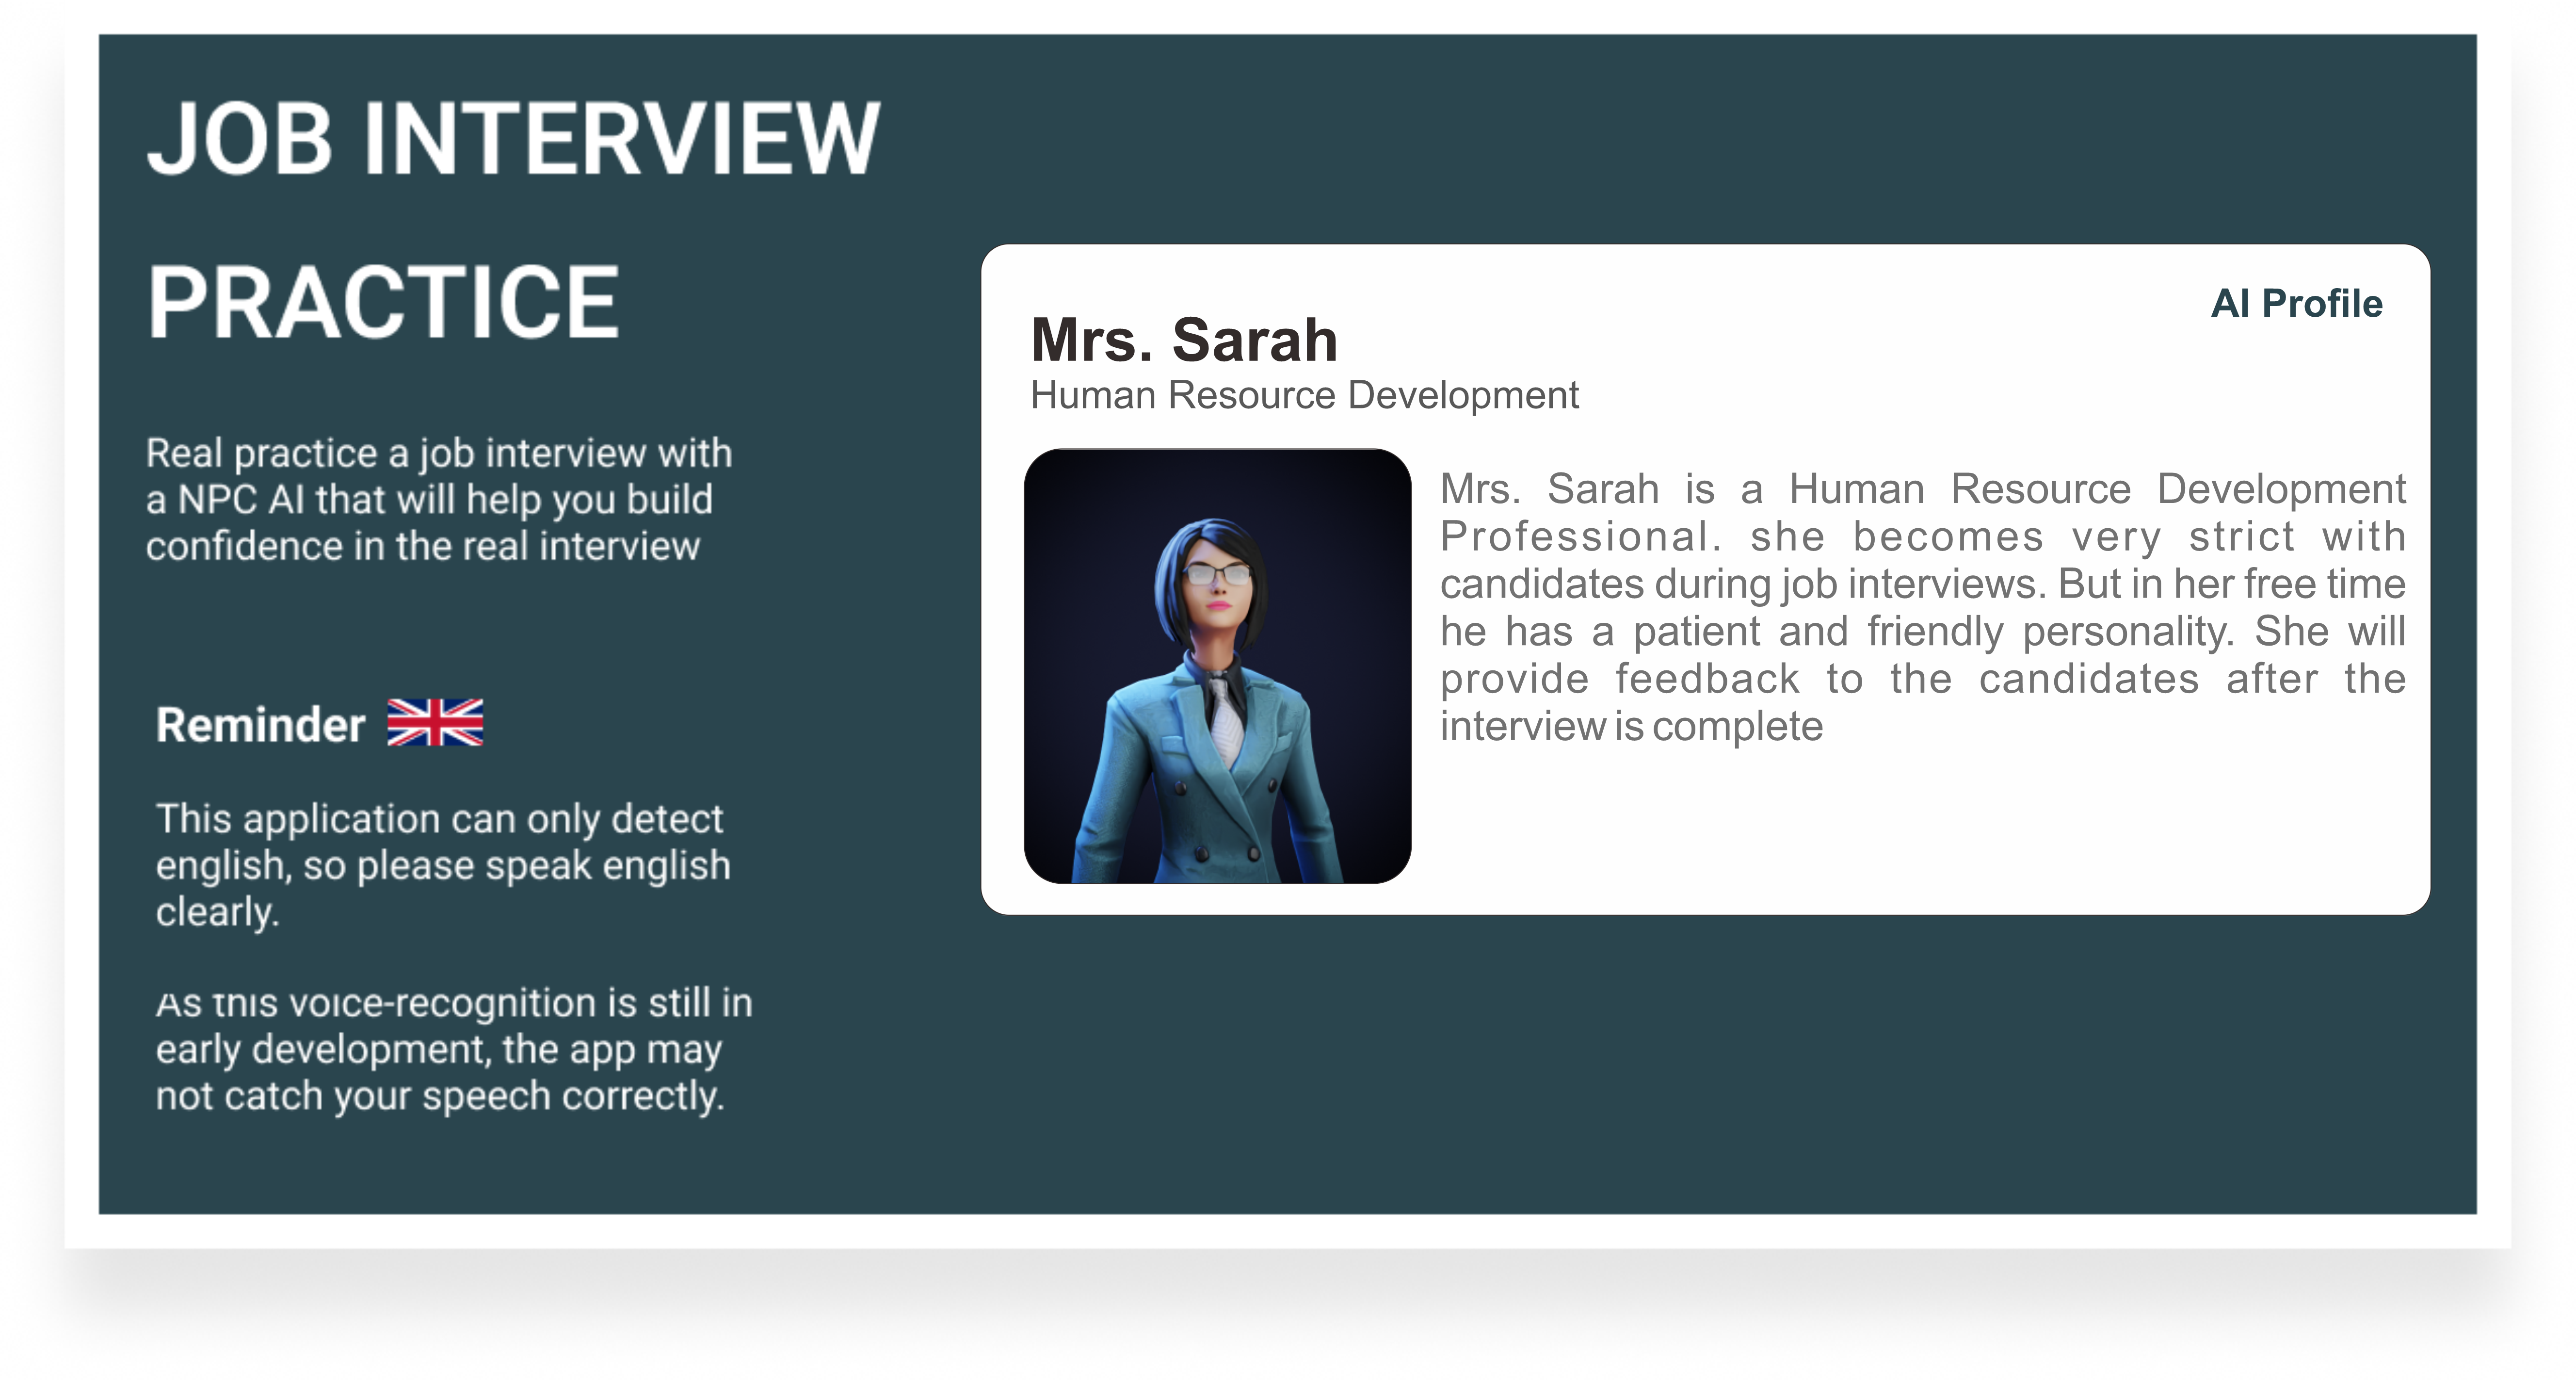 JOB INTERVIEW
PRACTICE
Real practice a job interview with
a NPC AI that will help you build
confidence in the real interview
Reminder
This application can only detect
english, so please speak english
clearly.
As this voice-recognition is still in
early development, the app may
not catch your speech correctly.
AI Profile
Mrs. Sarah
Human Resource Development
Mrs. Sarah is a Human Resource Development
Professional. she becomes very strict with
candidates during job interviews. But in her free time
he has a patient and friendly personality. She will
provide feedback to the candidates after the
interview is complete